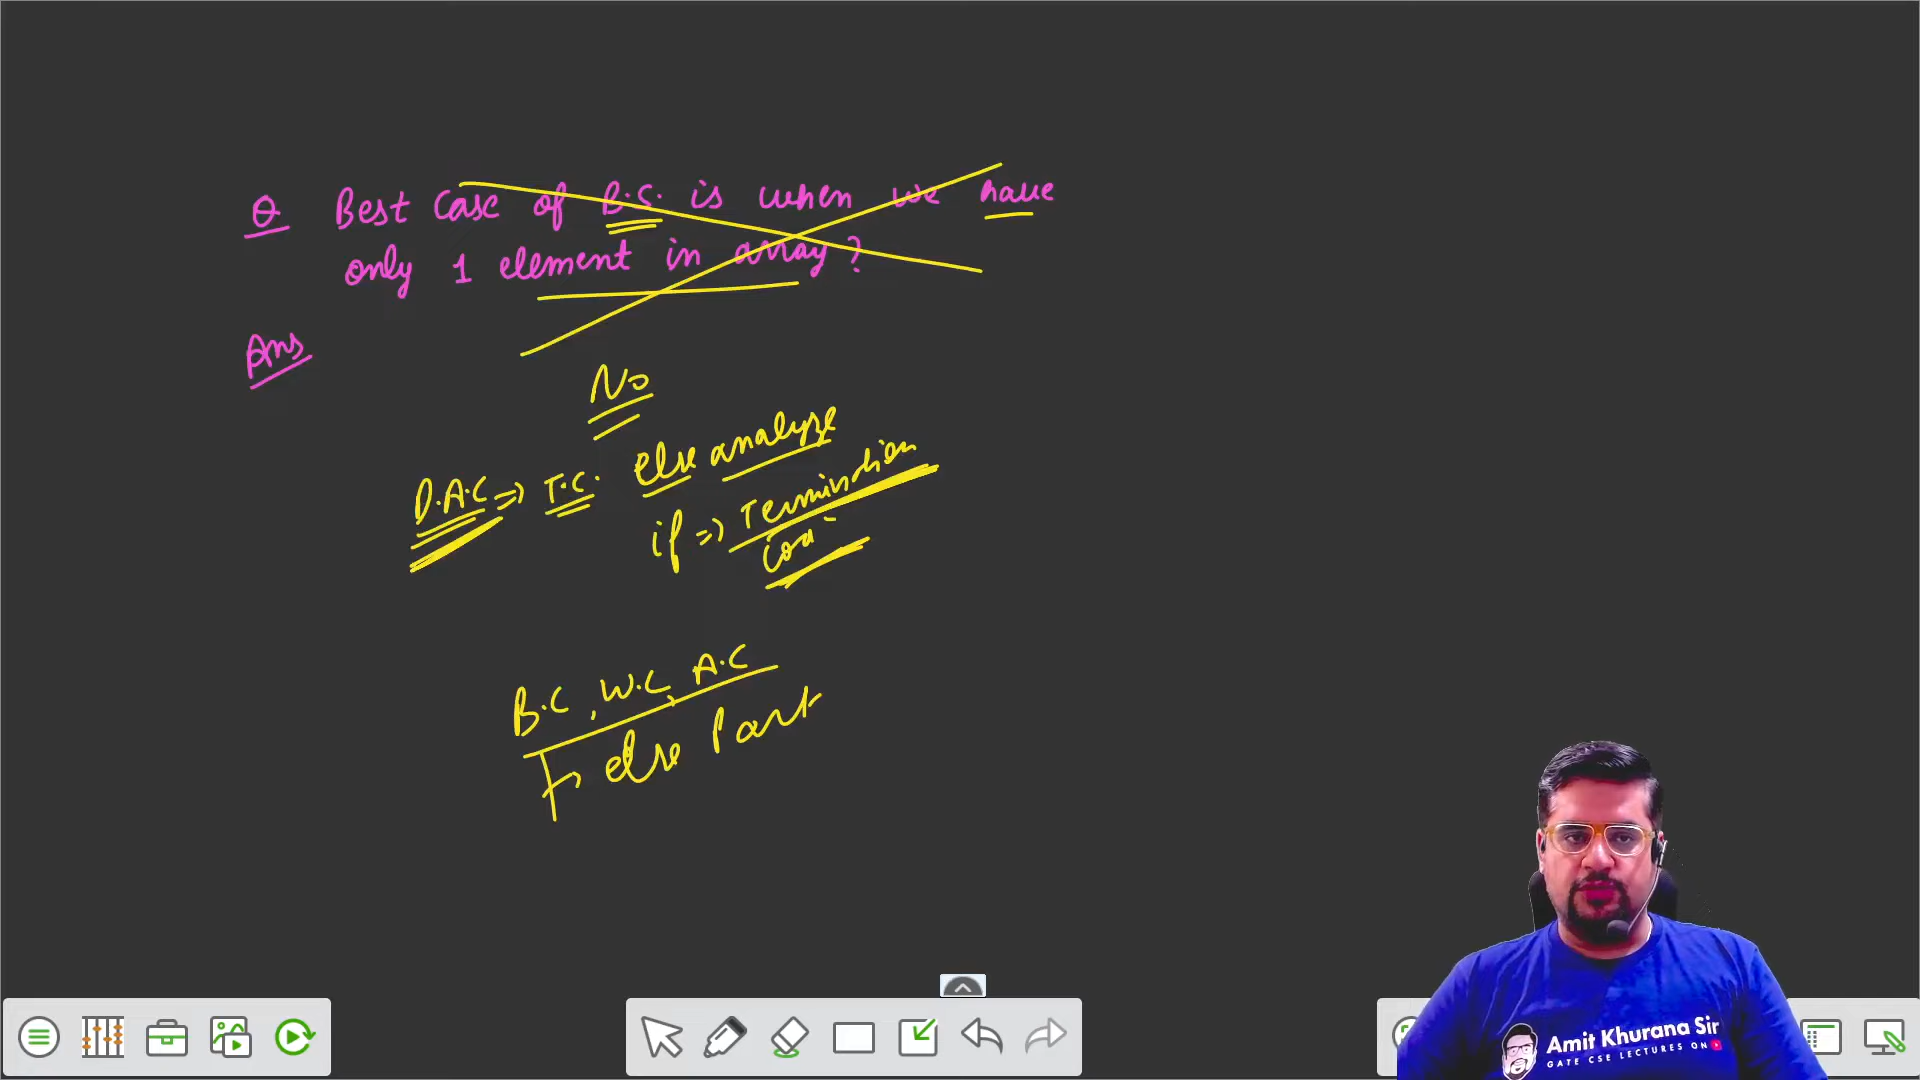 Q Best Case of B.S. is when we have
only 1 element in array?
Ans
No
D.A.C => T.C. Else analyze
if => Termination
B.C, W.C, A.C
else Part
Amit Khurana Sir
GATE CSE LECTURES ON